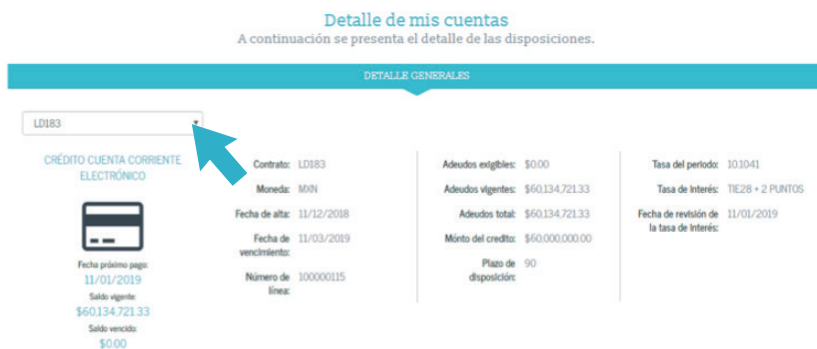 Detalle de mis cuentas
A continuación se presenta el detalle de las disposiciones.
DETALLE GENERALES
LD183
CRÉDITO CUENTA CORRIENTE
ELECTRÓNICO
Fecha próximo pago:
11/01/2019
Saldo vigente:
$60,134,721.33
Saldo vencido:
$0.00
Contrato: LD183
Moneda: MXN
Fecha de alta: 11/12/2018
Fecha de 11/03/2019
vencimiento:
Número de 100000115
línea:
Adeudos exigibles: $0.00
Adeudos vigentes: $60,134,721.33
Adeudos total: $60,134,721.33
Mónto del credito: $60,000,000.00
Plazo de 90
disposición:
Tasa del periodo: 10.1041
Tasa de Interés: TIE28 + 2 PUNTOS
Fecha de revisión de 11/01/2019
la tasa de Interés: